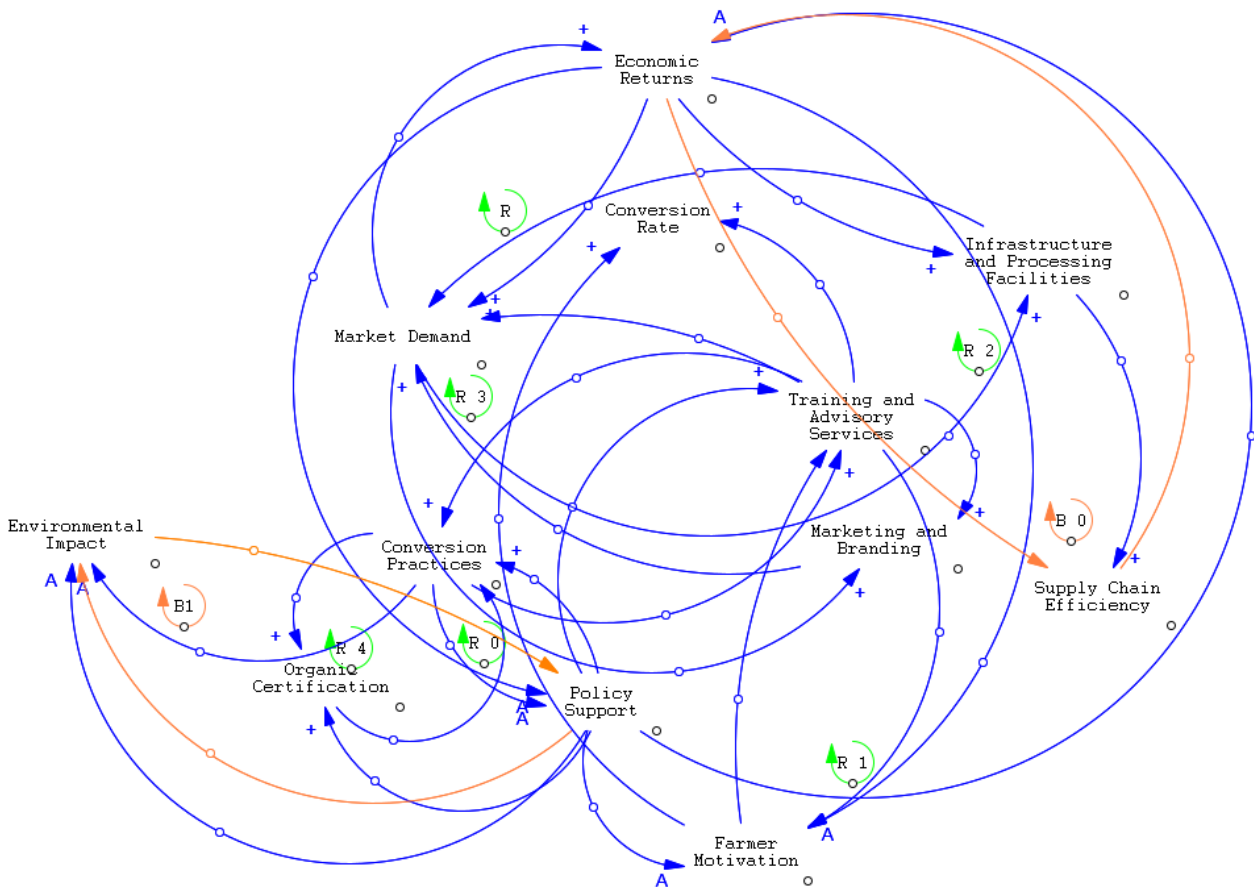 A
+
Economic
Returns
R
Conversion
Rate
+
+
Infrastructure
and Processing
Facilities
+
+
+
Market Demand
+
R 2
+
R 3
+
Training and
Advisory
Services
+
+
+
Marketing and
Branding
B 0
Environmental
Impact
Conversion
Practices
+
+
Supply Chain
Efficiency
A
A
+
B1
+
R 4
R 0
Organic
Certification
Policy
Support
A
A
+
R 1
A
Farmer
Motivation
A